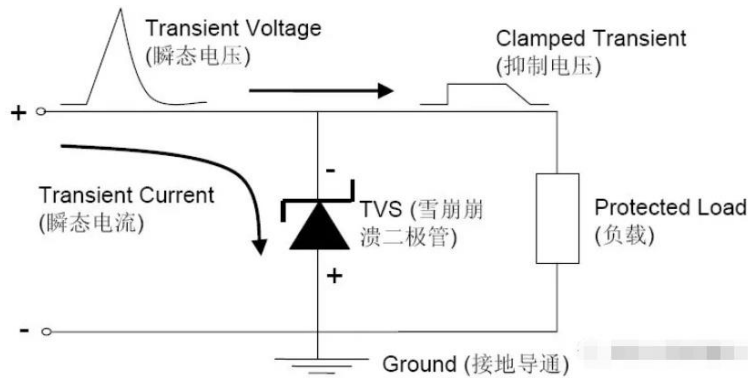 Transient Voltage
(瞬态电压)
Clamped Transient
(抑制电压)
+
-
Transient Current
(瞬态电流)
TVS (雪崩崩
溃二极管)
Protected Load
(负载)
+
-
Ground (接地导通)